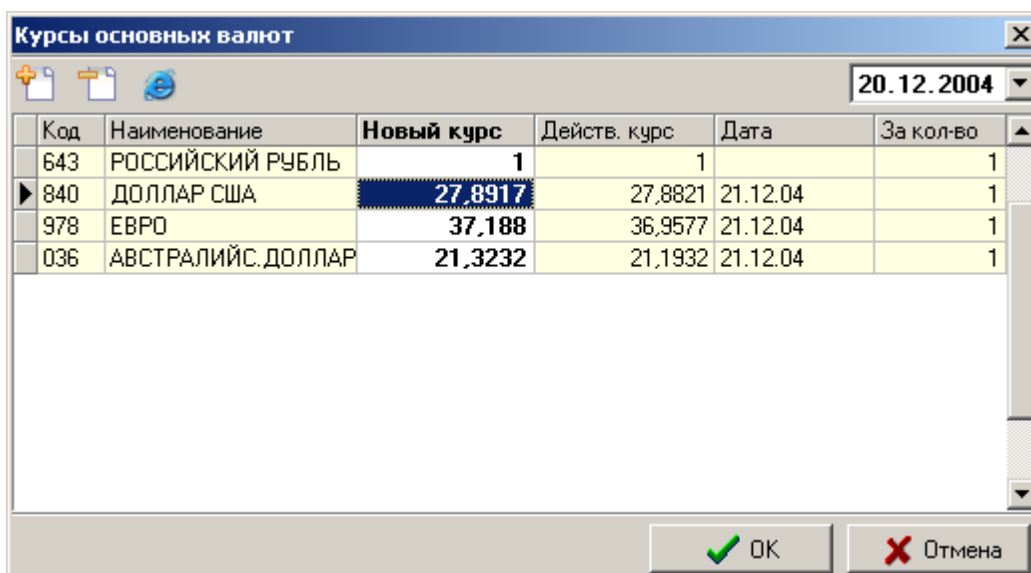 Курсы основных валют
20.12.2004
Код Наименование Новый курс Действ. курс Дата За кол-во
643 РОССИЙСКИЙ РУБЛЬ 1 1 1
840 ДОЛЛАР США 27,8917 27,8821 21.12.04 1
978 ЕВРО 37,188 36,9577 21.12.04 1
036 АВСТРАЛИЙС.ДОЛЛАР 21,3232 21,1932 21.12.04 1
OK Отмена